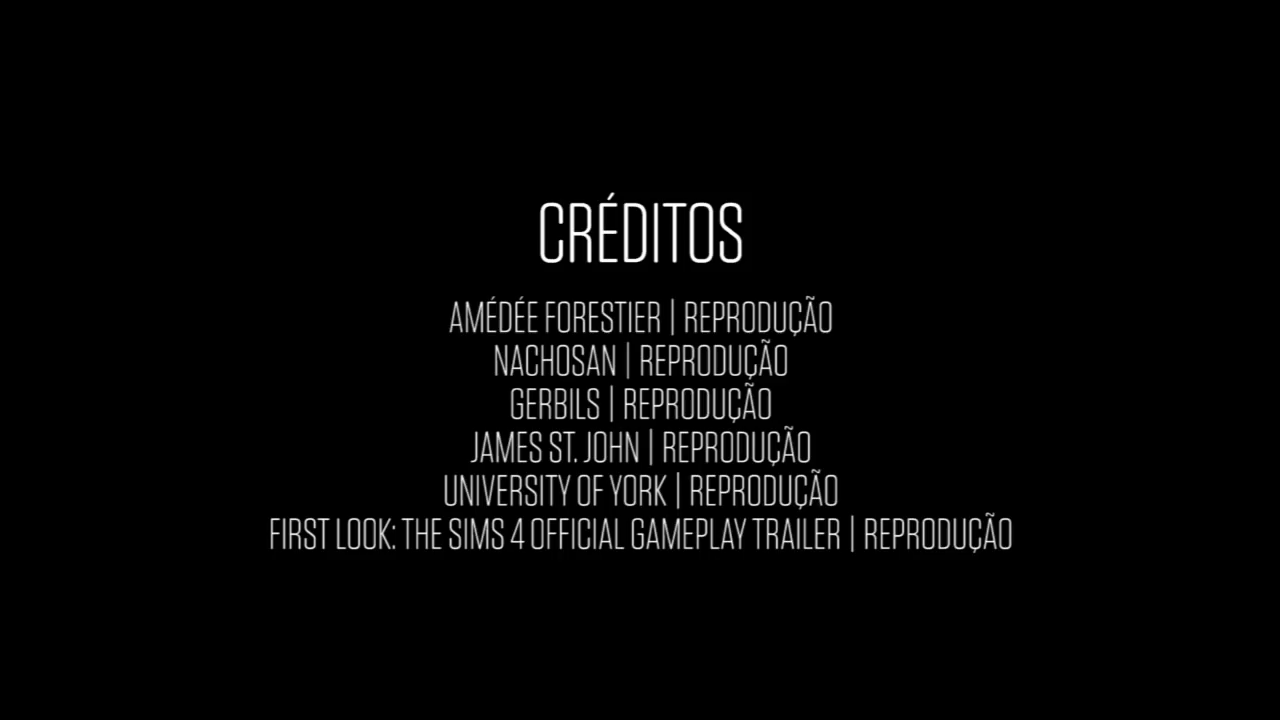 CRÉDITOS
AMÉDÉE FORESTIER | REPRODUÇÃO
NACHOSAN | REPRODUÇÃO
GERBILS | REPRODUÇÃO
JAMES ST. JOHN | REPRODUÇÃO
UNIVERSITY OF YORK | REPRODUÇÃO
FIRST LOOK: THE SIMS 4 OFFICIAL GAMEPLAY TRAILER | REPRODUÇÃO